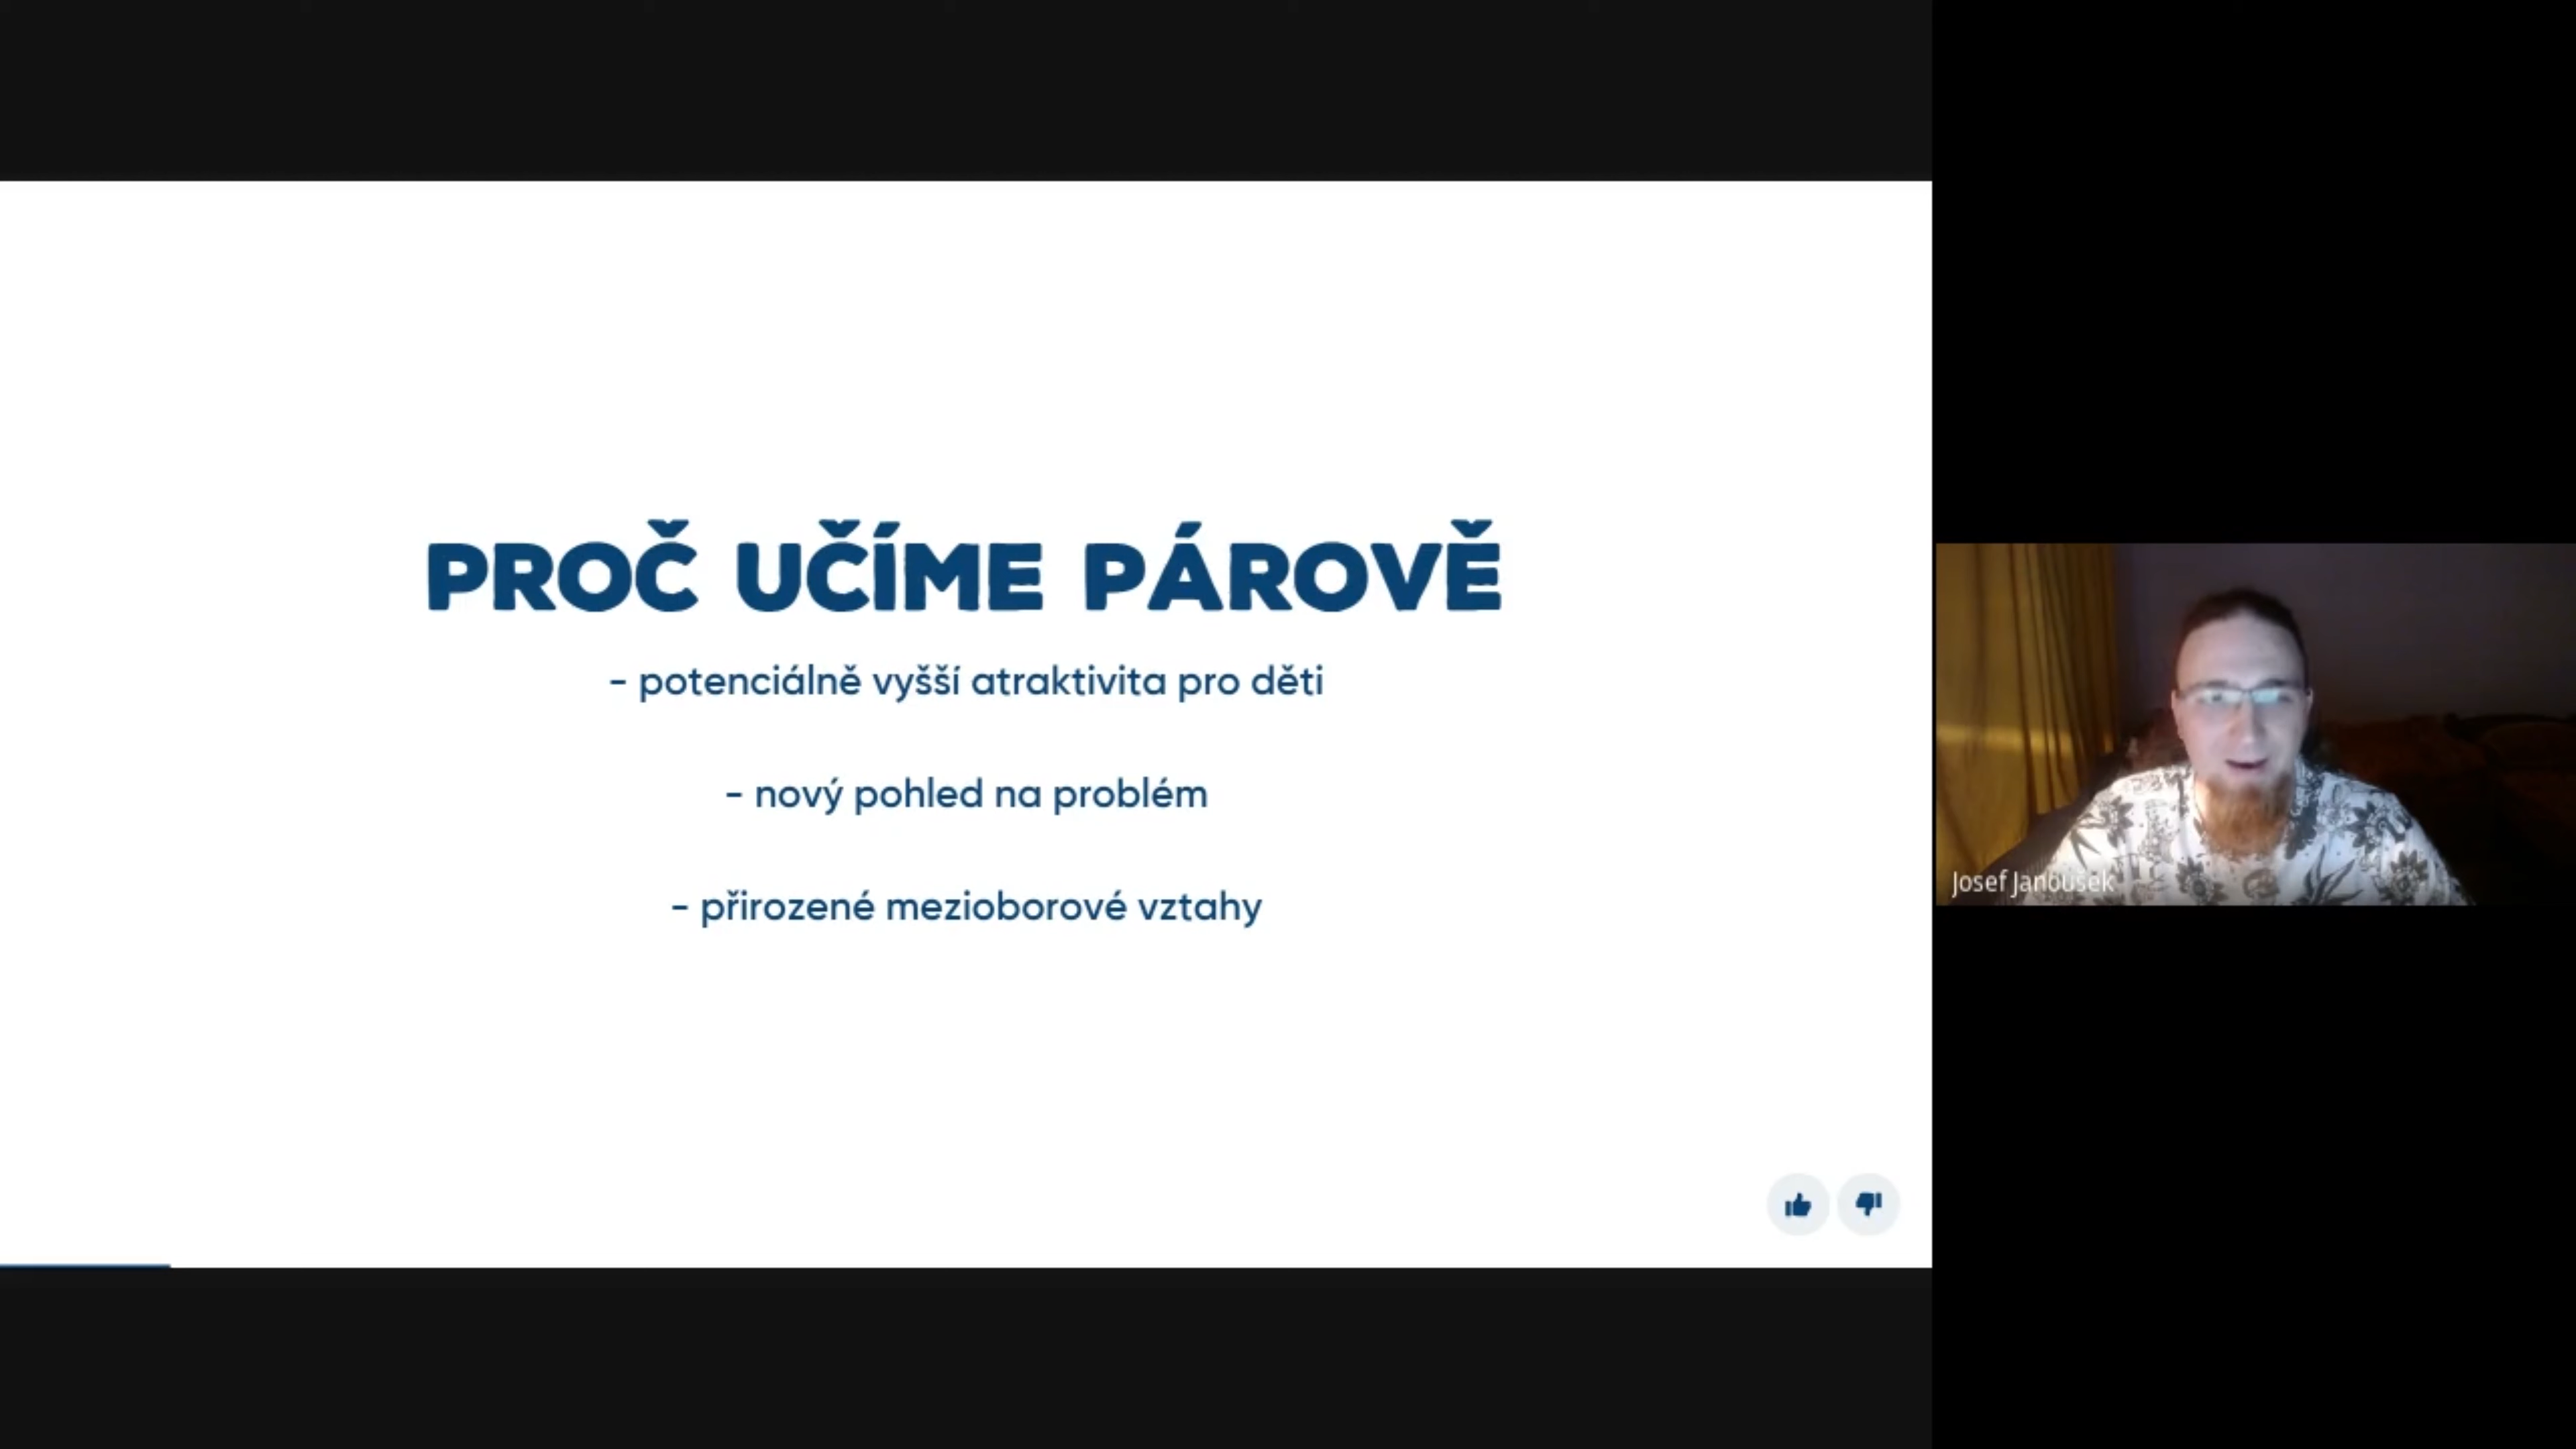 PROČ UČÍME PÁROVĚ
- potenciálně vyšší atraktivita pro děti
- nový pohled na problém
- přirozené mezioborové vztahy
Josef Janoušek